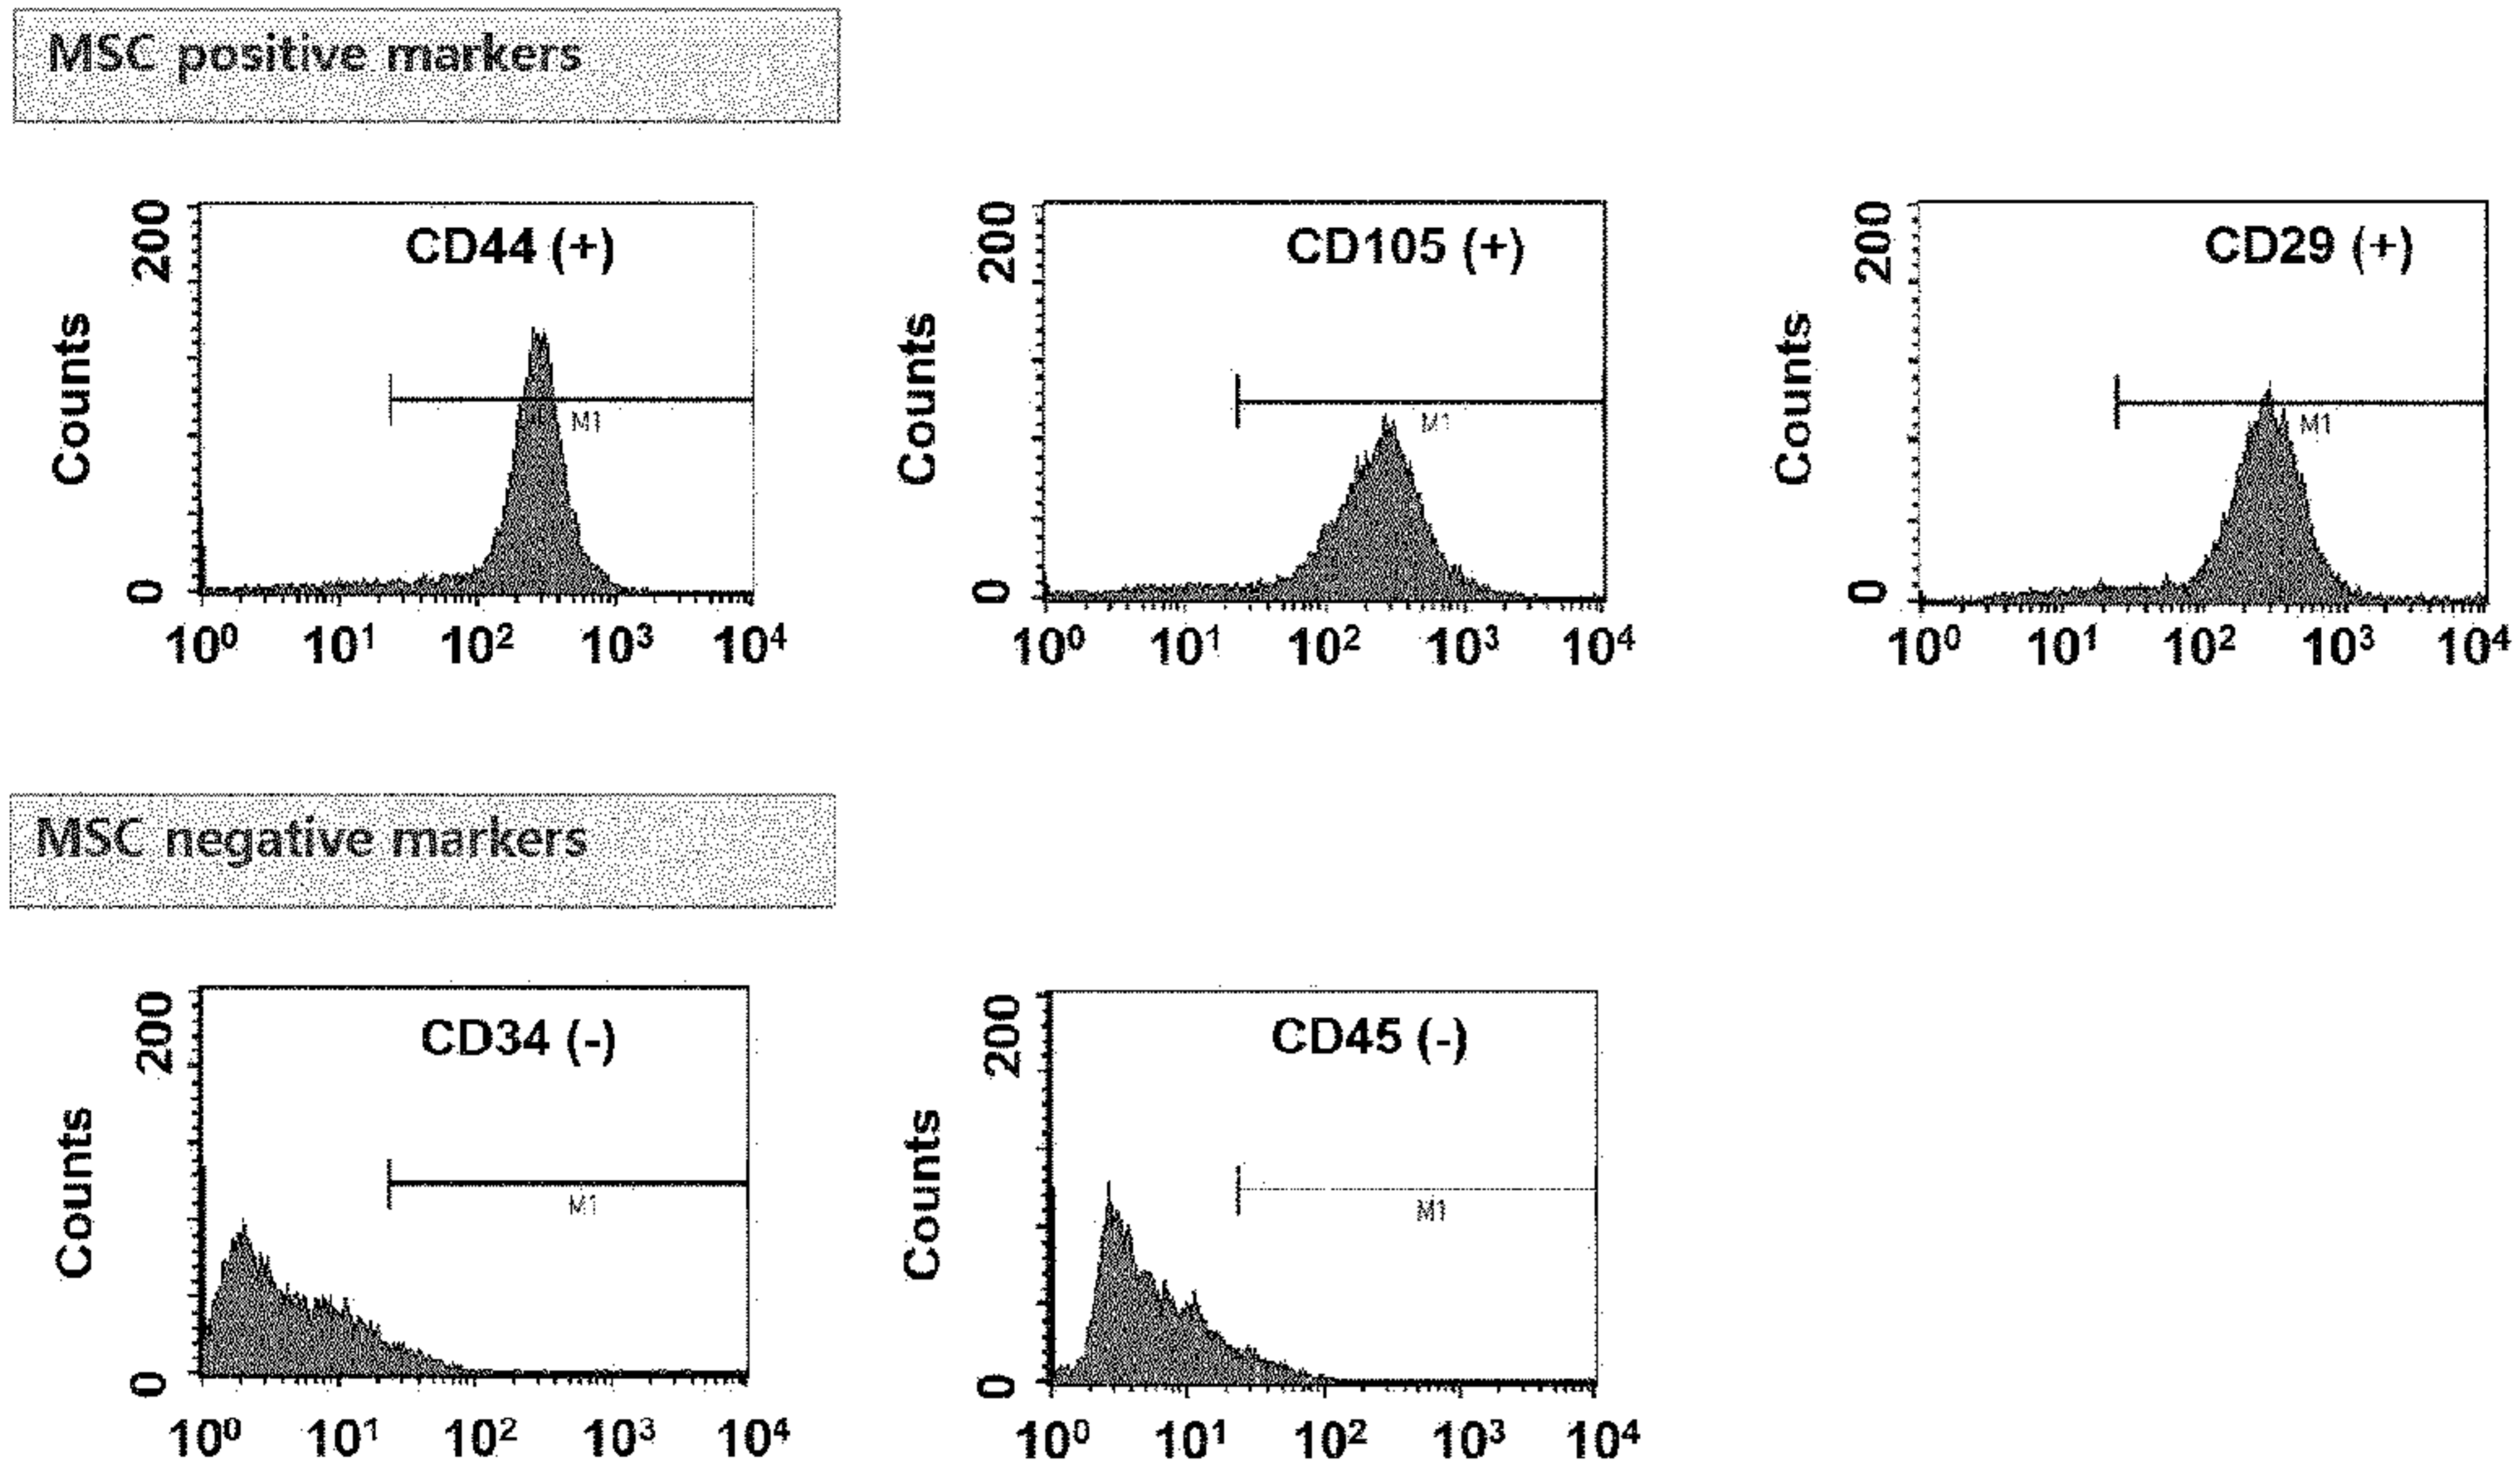 MSC positive markers
200
Counts
0
CD44 (+)
M1
10⁰ 10¹ 10² 10³ 10⁴
200
Counts
0
CD105 (+)
M1
10⁰ 10¹ 10² 10³ 10⁴
200
Counts
0
CD29 (+)
M1
10⁰ 10¹ 10² 10³ 10⁴
MSC negative markers
200
Counts
0
CD34 (-)
M1
10⁰ 10¹ 10² 10³ 10⁴
200
Counts
0
CD45 (-)
M1
10⁰ 10¹ 10² 10³ 10⁴